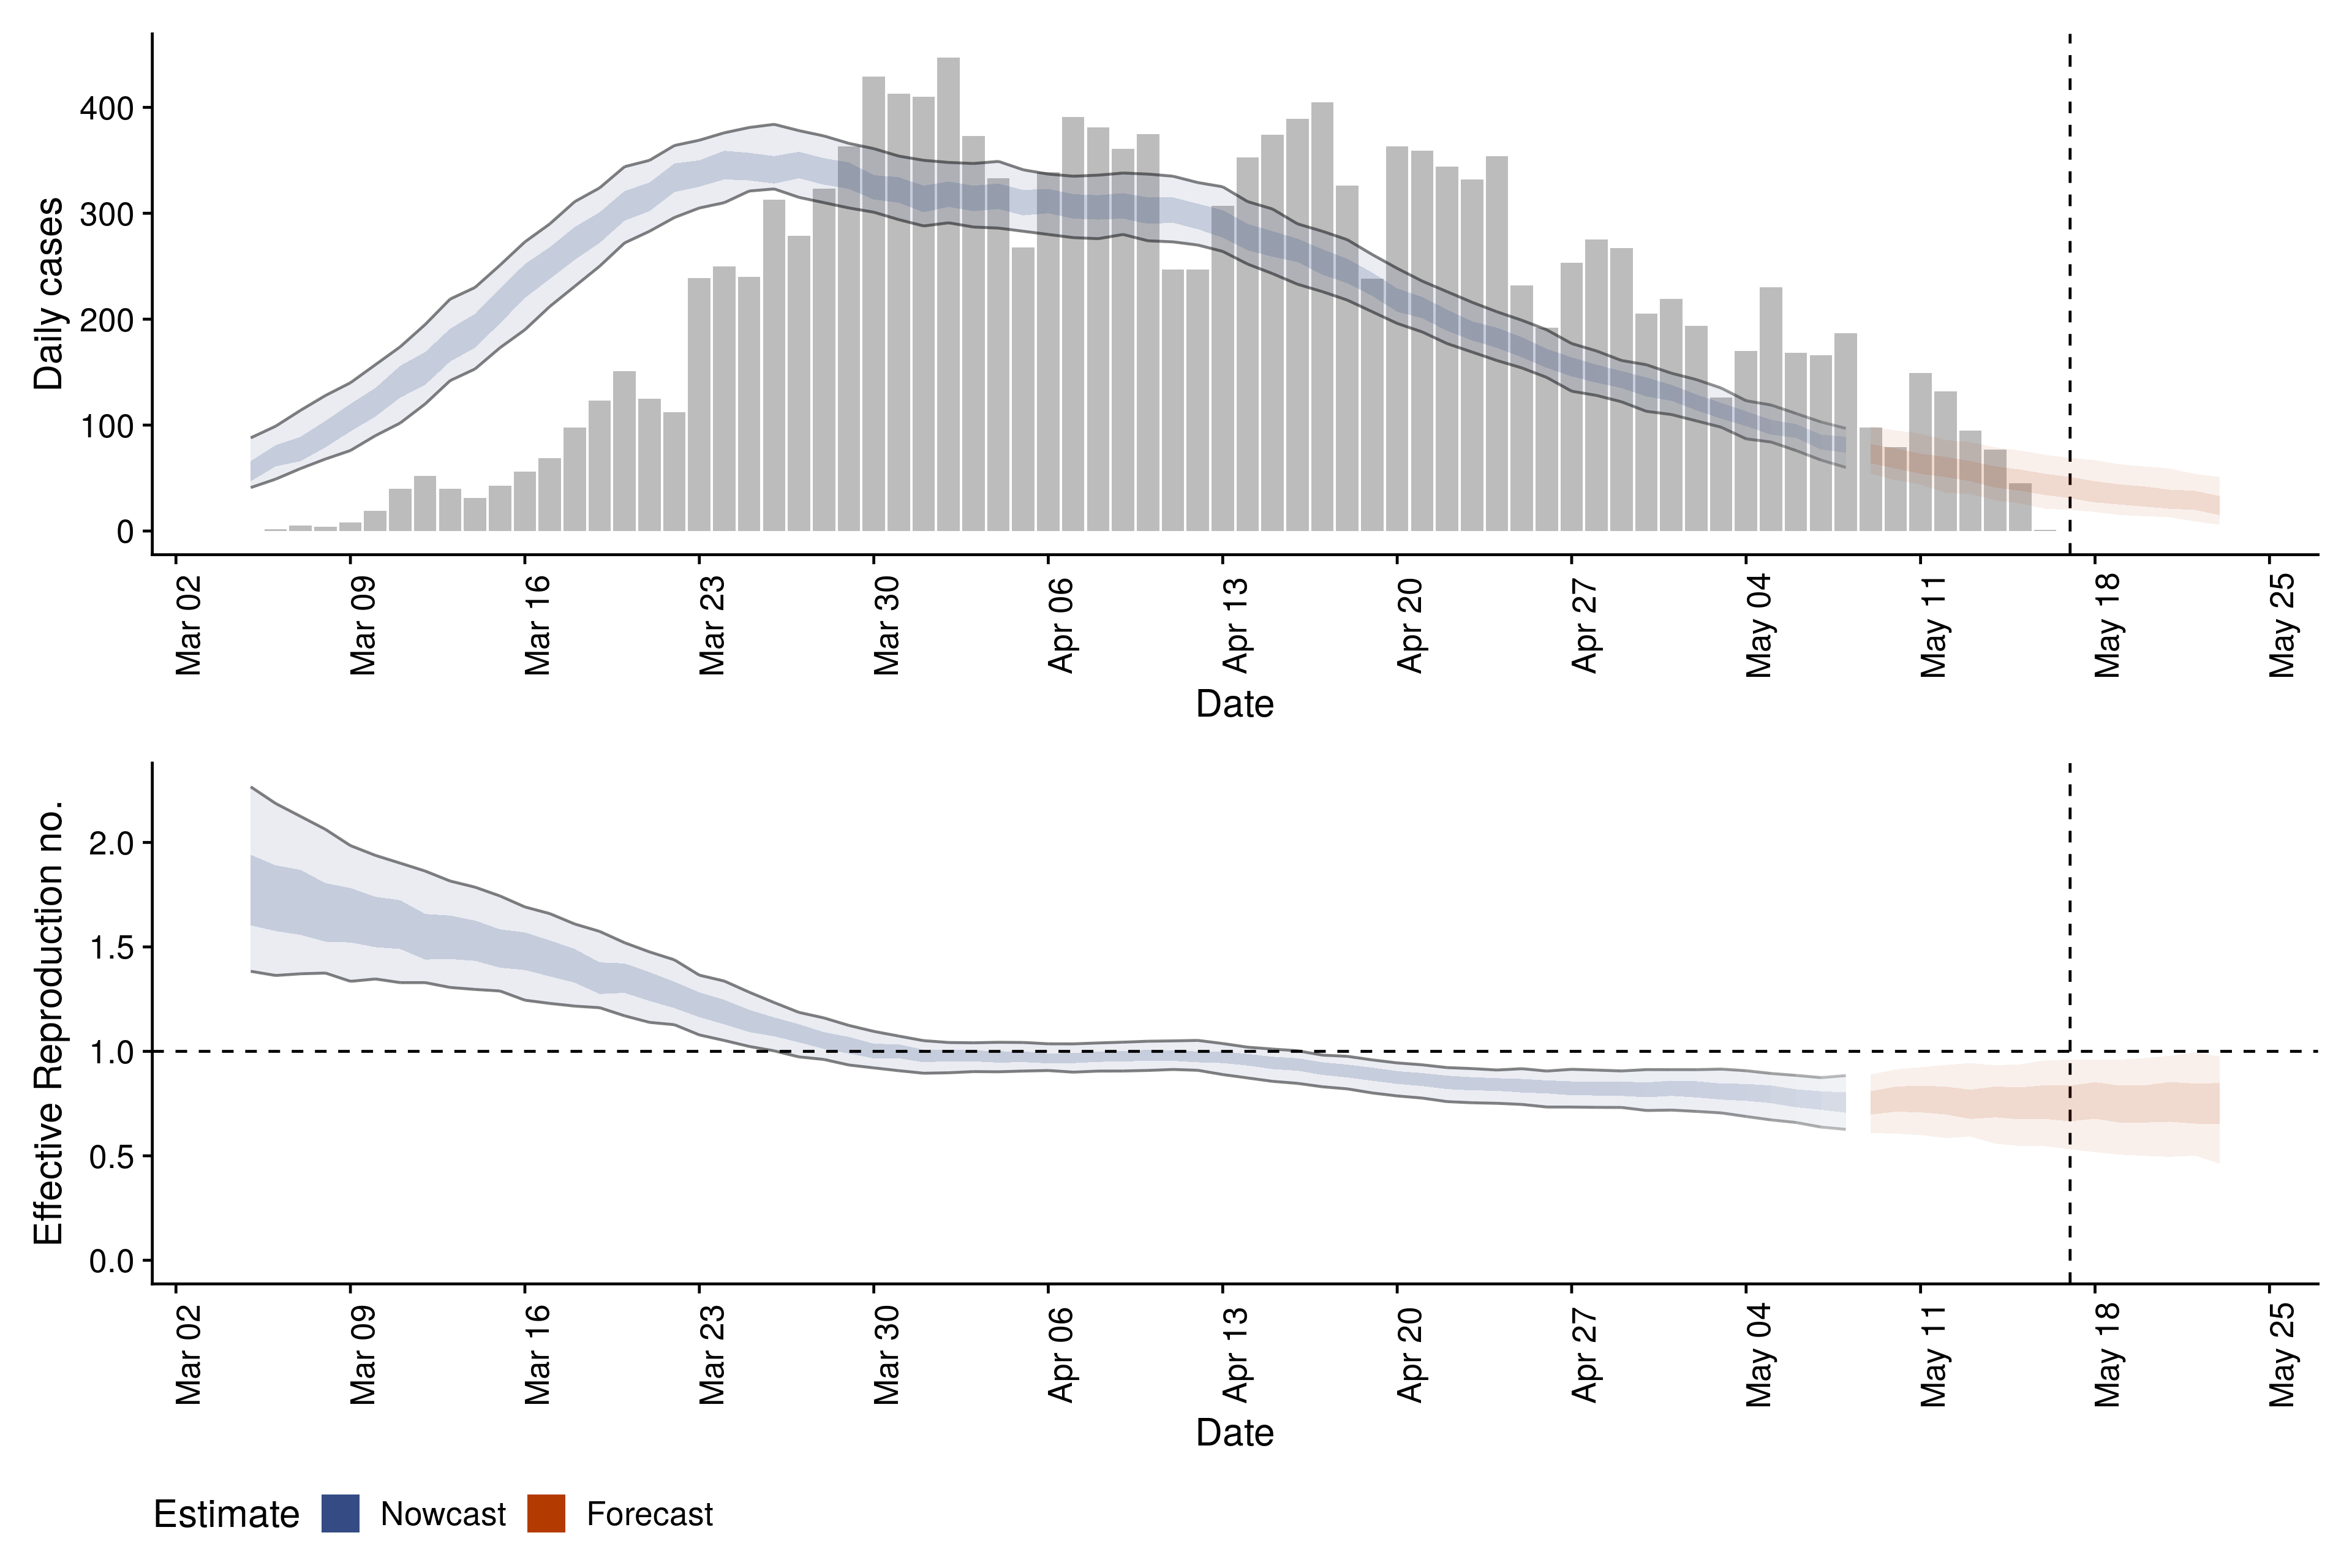 Daily cases
400
300
200
100
0
Mar 02 Mar 09 Mar 16 Mar 23 Mar 30 Apr 06 Apr 13 Apr 20 Apr 27 May 04 May 11 May 18 May 25
Date
Effective Reproduction no.
2.0
1.5
1.0
0.5
0.0
Mar 02 Mar 09 Mar 16 Mar 23 Mar 30 Apr 06 Apr 13 Apr 20 Apr 27 May 04 May 11 May 18 May 25
Date
Estimate Nowcast Forecast